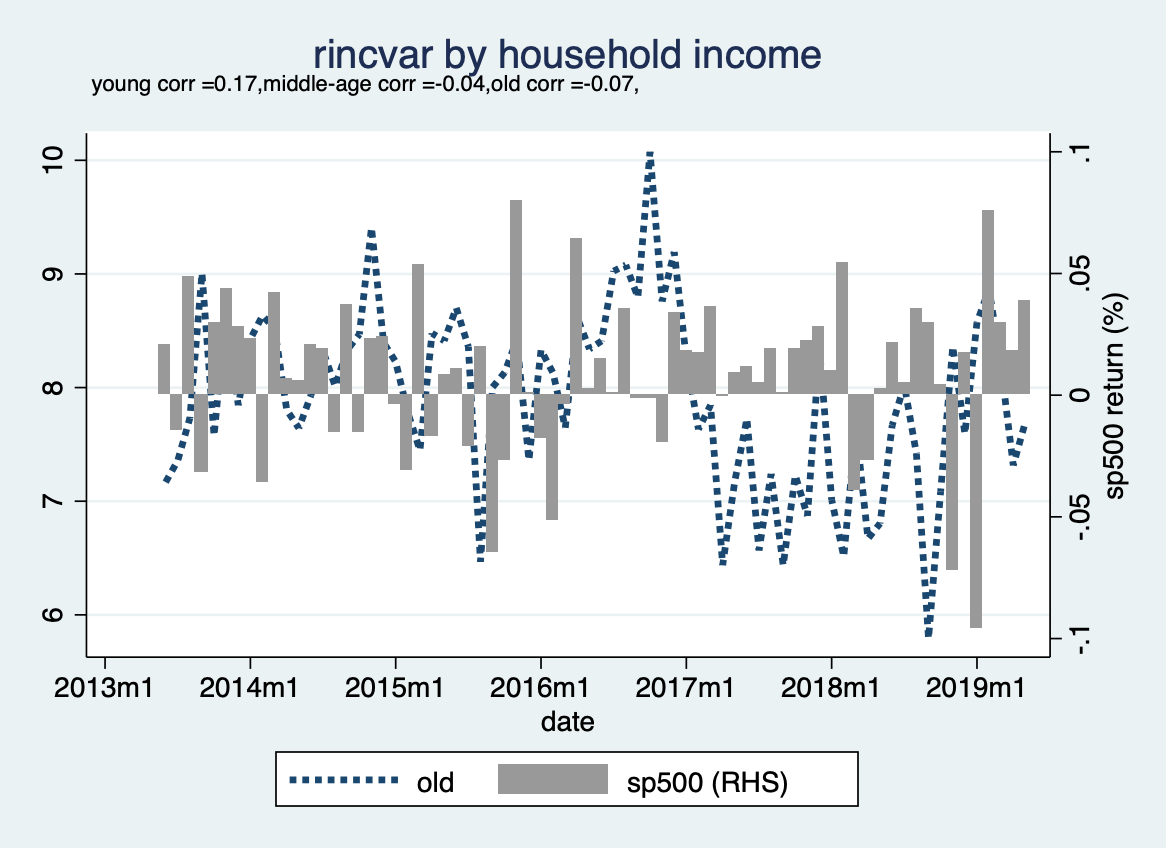 rincvar by household income
young corr =0.17,middle-age corr =-0.04,old corr =-0.07,
10
9
8
7
6
.1
.05
0
-.05
-.1
sp500 return (%)
2013m1 2014m1 2015m1 2016m1 2017m1 2018m1 2019m1
date
old sp500 (RHS)